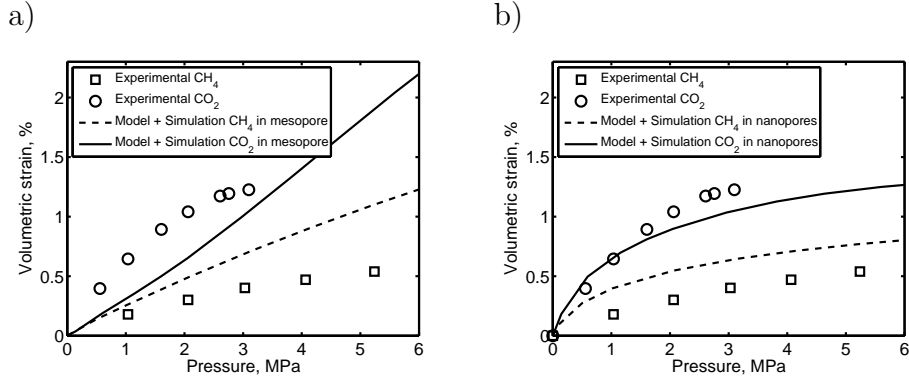 a)
Volumetric strain, %
2
1.5
1
0.5
0
Experimental CH4
Experimental CO2
Model + Simulation CH4 in mesopore
Model + Simulation CO2 in mesopore
0 1 2 3 4 5 6
Pressure, MPa
b)
Volumetric strain, %
2
1.5
1
0.5
0
Experimental CH4
Experimental CO2
Model + Simulation CH4 in nanopores
Model + Simulation CO2 in nanopores
0 1 2 3 4 5 6
Pressure, MPa